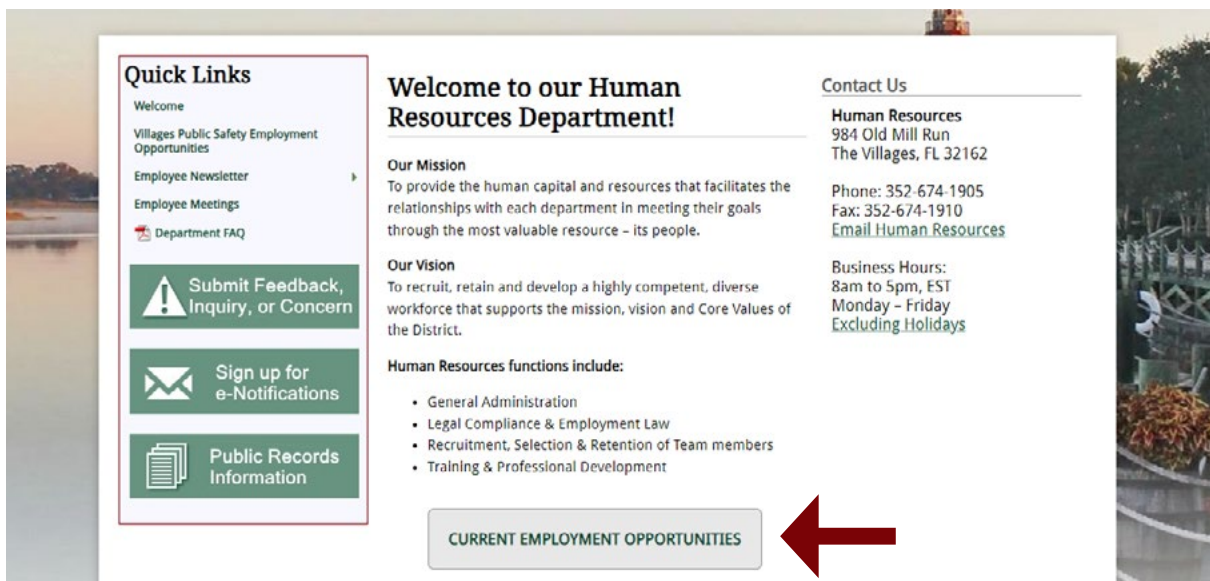 Quick Links
Welcome
Villages Public Safety Employment
Opportunities
Employee Newsletter
Employee Meetings
Department FAQ
Submit Feedback,
Inquiry, or Concern
Sign up for
e-Notifications
Public Records
Information
Welcome to our Human
Resources Department!
Our Mission
To provide the human capital and resources that facilitates the
relationships with each department in meeting their goals
through the most valuable resource – its people.
Our Vision
To recruit, retain and develop a highly competent, diverse
workforce that supports the mission, vision and Core Values of
the District.
Human Resources functions include:
• General Administration
• Legal Compliance & Employment Law
• Recruitment, Selection & Retention of Team members
• Training & Professional Development
CURRENT EMPLOYMENT OPPORTUNITIES
Contact Us
Human Resources
984 Old Mill Run
The Villages, FL 32162
Phone: 352-674-1905
Fax: 352-674-1910
Email Human Resources
Business Hours:
8am to 5pm, EST
Monday – Friday
Excluding Holidays